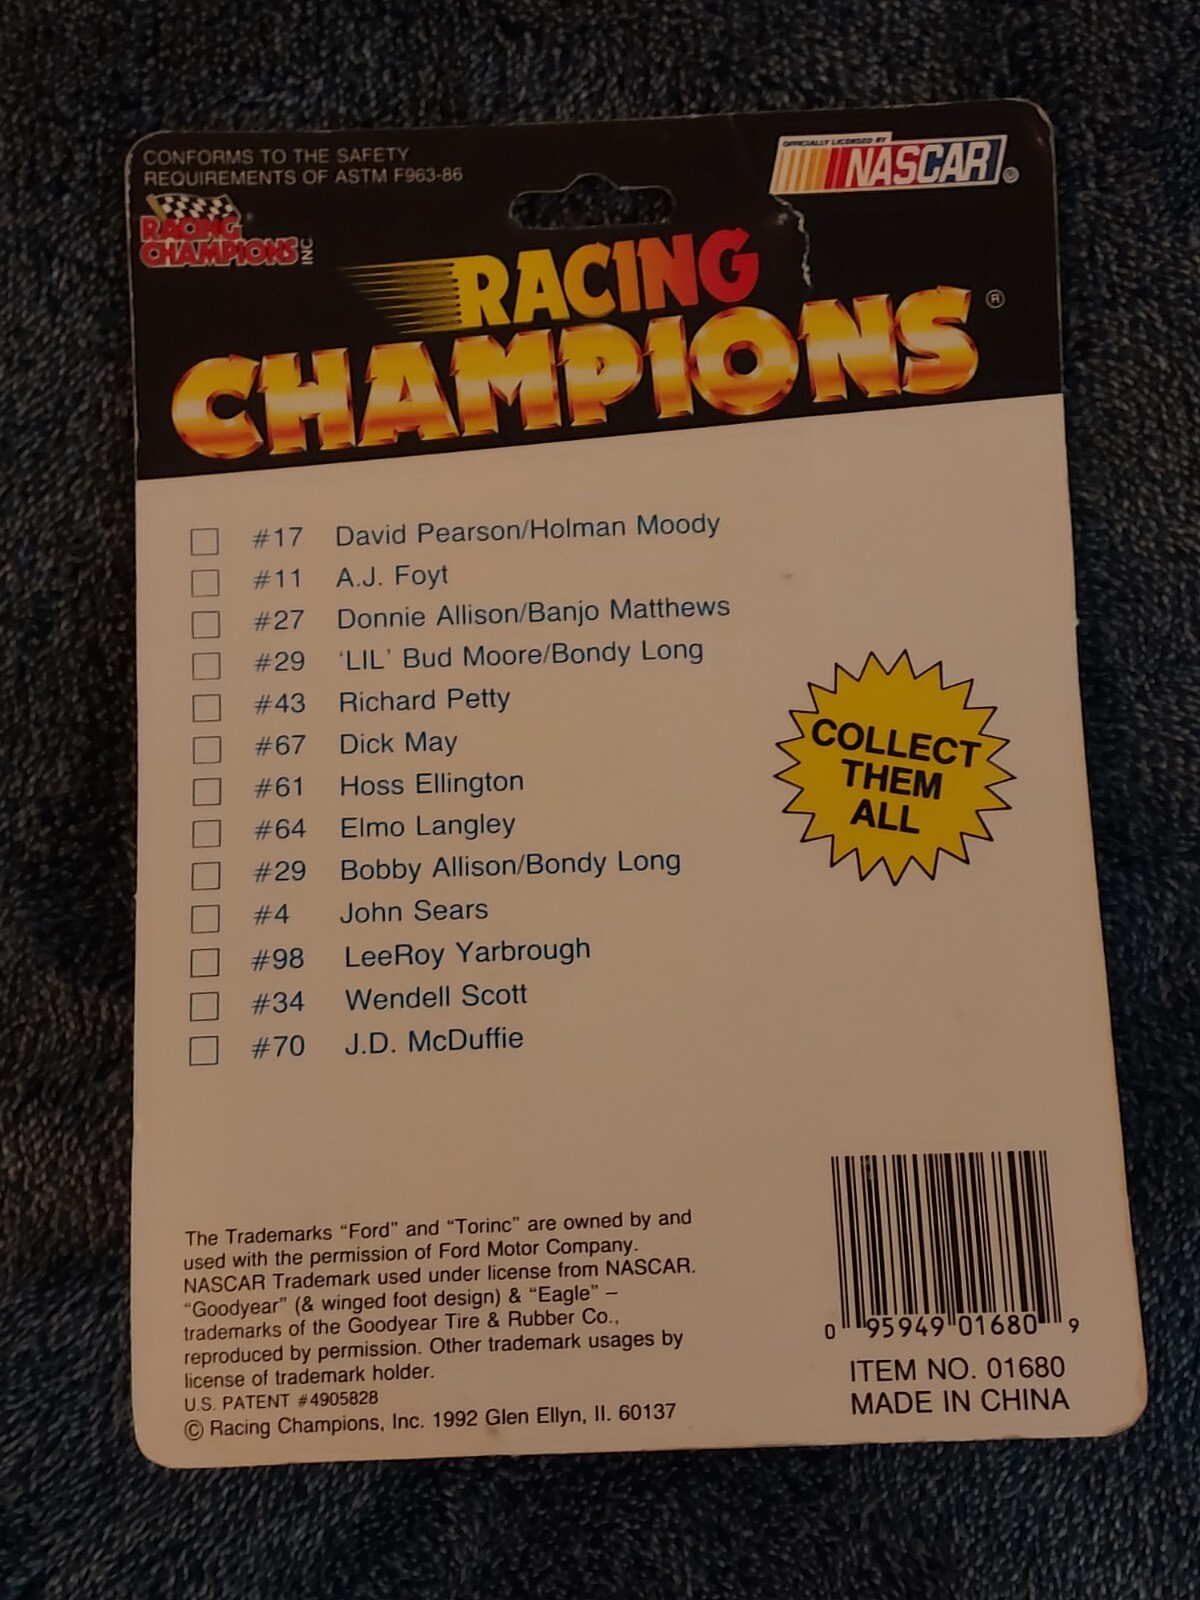 CONFORMS TO THE SAFETY
REQUIREMENTS OF ASTM F963-86
OFFICIALLY LICENSED BY
NASCAR®
RACING
CHAMPIONS INC
RACING
CHAMPIONS®
#17 David Pearson/Holman Moody
#11 A.J. Foyt
#27 Donnie Allison/Banjo Matthews
#29 ‘LIL’ Bud Moore/Bondy Long
#43 Richard Petty
#67 Dick May
#61 Hoss Ellington
#64 Elmo Langley
#29 Bobby Allison/Bondy Long
#4 John Sears
#98 LeeRoy Yarbrough
#34 Wendell Scott
#70 J.D. McDuffie
COLLECT
THEM
ALL
The Trademarks “Ford” and “Torinc” are owned by and
used with the permission of Ford Motor Company.
NASCAR Trademark used under license from NASCAR.
“Goodyear” (& winged foot design) & “Eagle” –
trademarks of the Goodyear Tire & Rubber Co.,
reproduced by permission. Other trademark usages by
license of trademark holder.
U.S. PATENT #4905828
© Racing Champions, Inc. 1992 Glen Ellyn, Il. 60137
0 95949 01680 9
ITEM NO. 01680
MADE IN CHINA